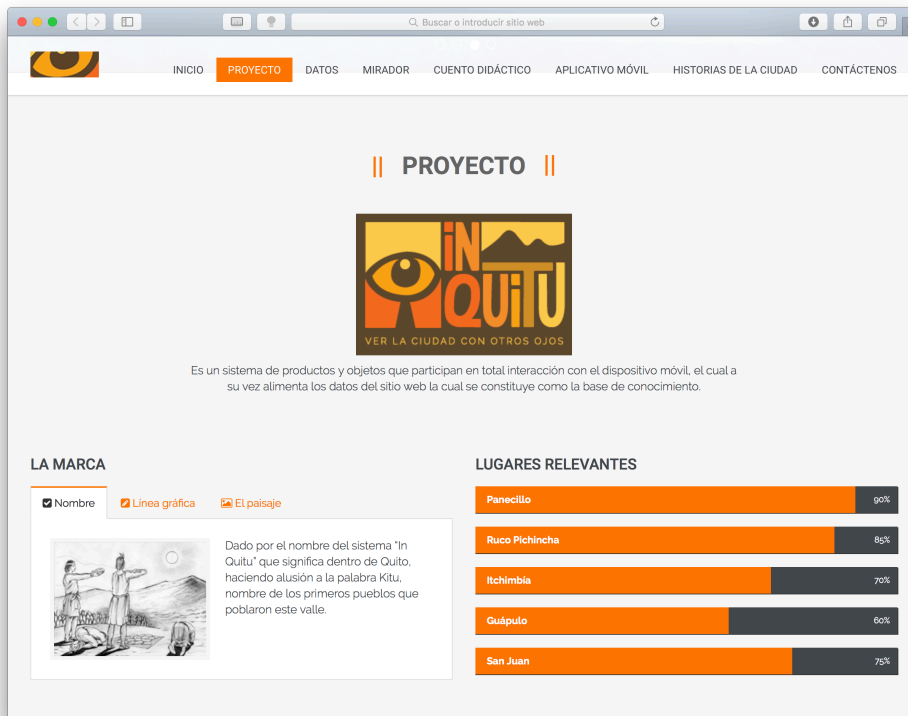 Buscar o introducir sitio web
INICIO PROYECTO DATOS MIRADOR CUENTO DIDÁCTICO APLICATIVO MÓVIL HISTORIAS DE LA CIUDAD CONTÁCTENOS
|| PROYECTO ||
iN
QUiTU
VER LA CIUDAD CON OTROS OJOS
Es un sistema de productos y objetos que participan en total interacción con el dispositivo móvil, el cual a
su vez alimenta los datos del sitio web la cual se constituye como la base de conocimiento.
LA MARCA
Nombre Línea gráfica El paisaje
Dado por el nombre del sistema "In
Quitu" que significa dentro de Quito,
haciendo alusión a la palabra Kitu,
nombre de los primeros pueblos que
poblaron este valle.
LUGARES RELEVANTES
Panecillo 90%
Ruco Pichincha 85%
Itchimbía 70%
Guápulo 60%
San Juan 75%